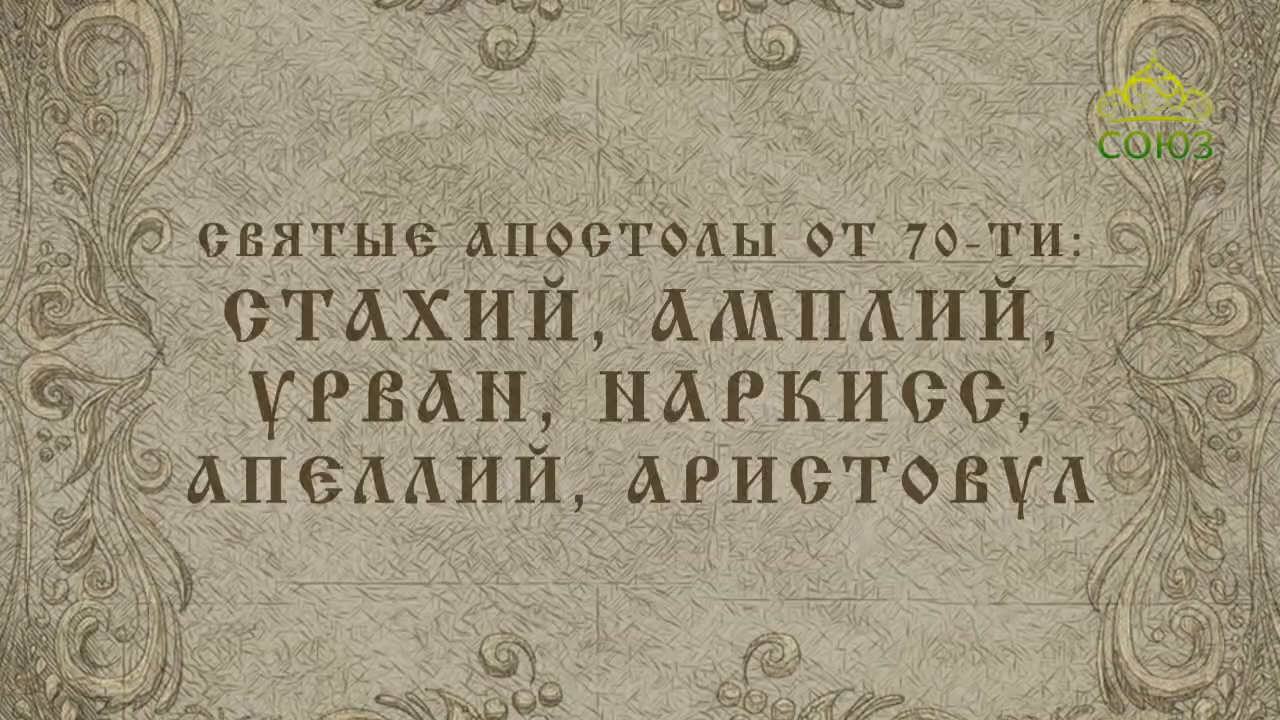 СОЮЗ
СВЯТЫЕ АПОСТОЛЫ ОТ 70-ТИ:
СТАХИЙ, АМПЛИЙ,
УРВАН, НАРКИСС,
АПЕЛЛИЙ, АРИСТОВУЛ